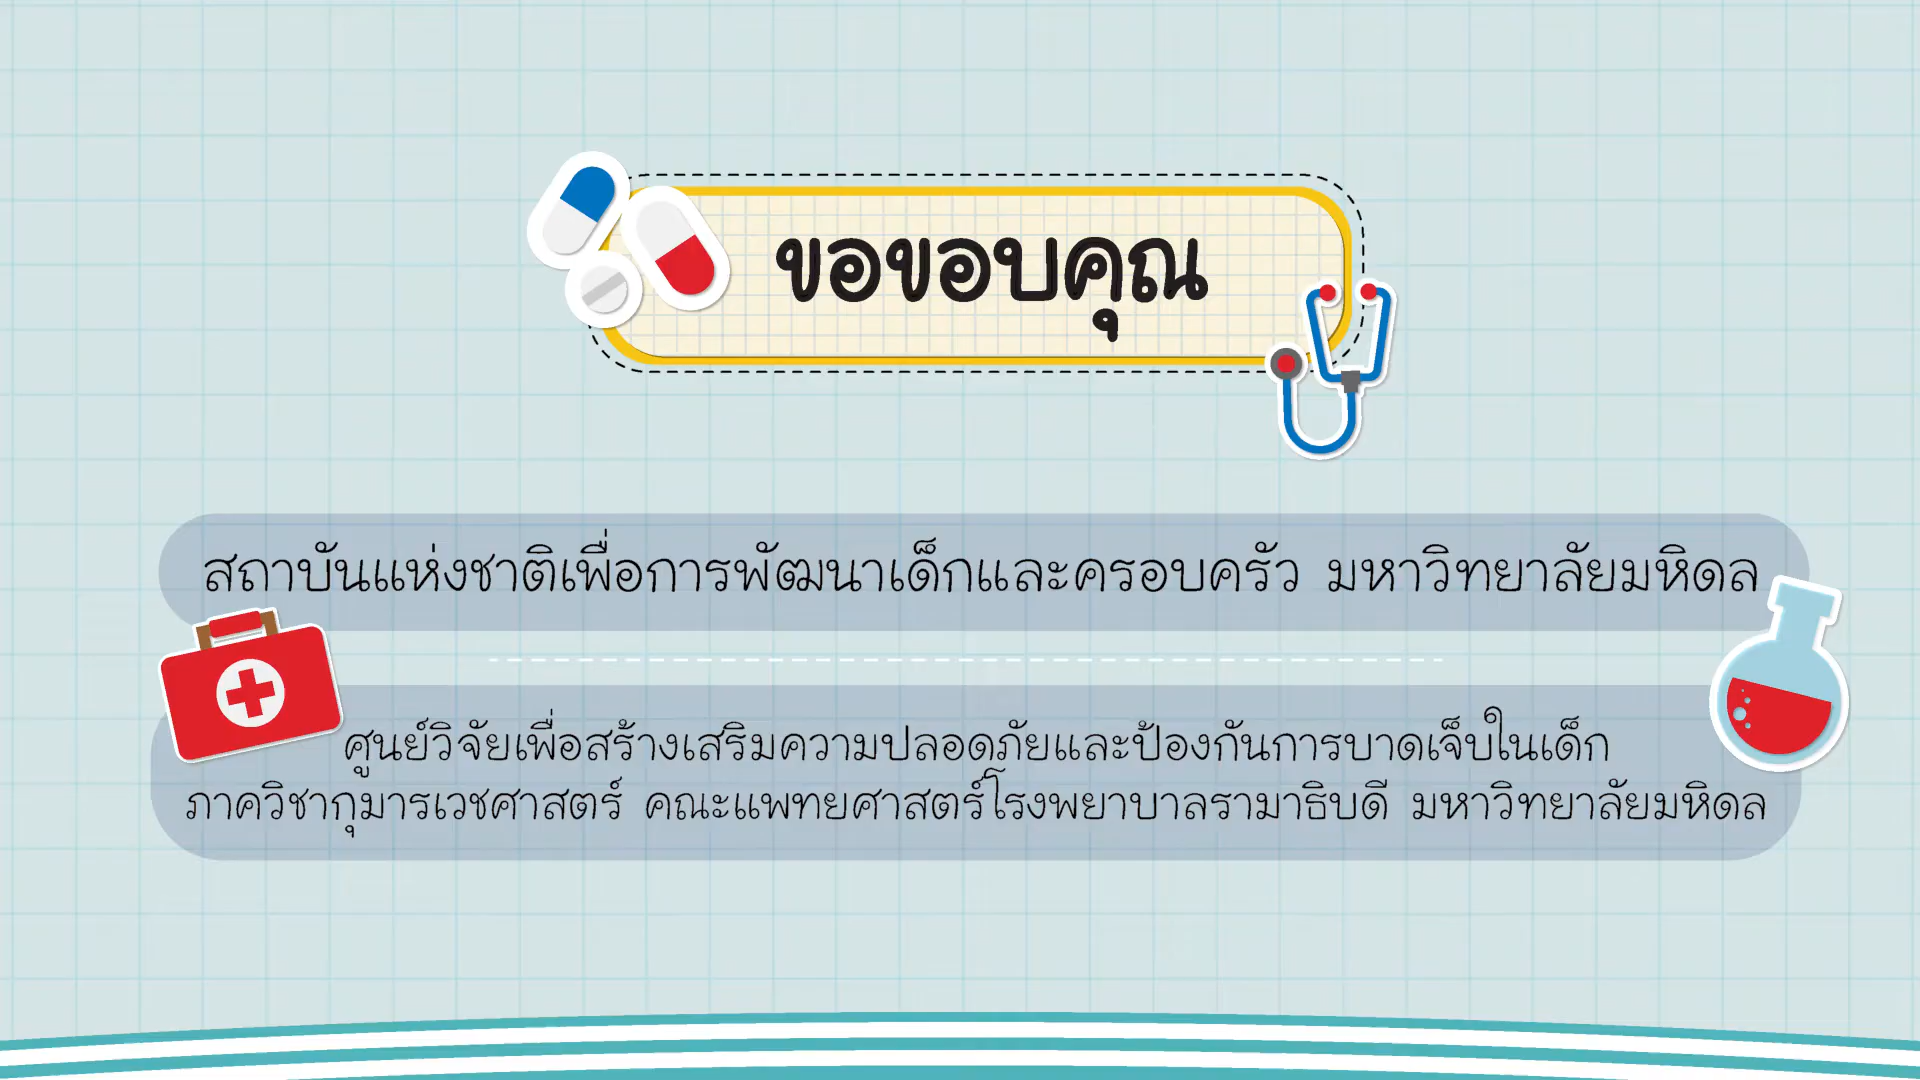 ขอขอบคุณ
สถาบันแห่งชาติเพื่อการพัฒนาเด็กและครอบครัว มหาวิทยาลัยมหิดล
ศูนย์วิจัยเพื่อสร้างเสริมความปลอดภัยและป้องกันการบาดเจ็บในเด็ก
ภาควิชากุมารเวชศาสตร์ คณะแพทยศาสตร์โรงพยาบาลรามาธิบดี มหาวิทยาลัยมหิดล